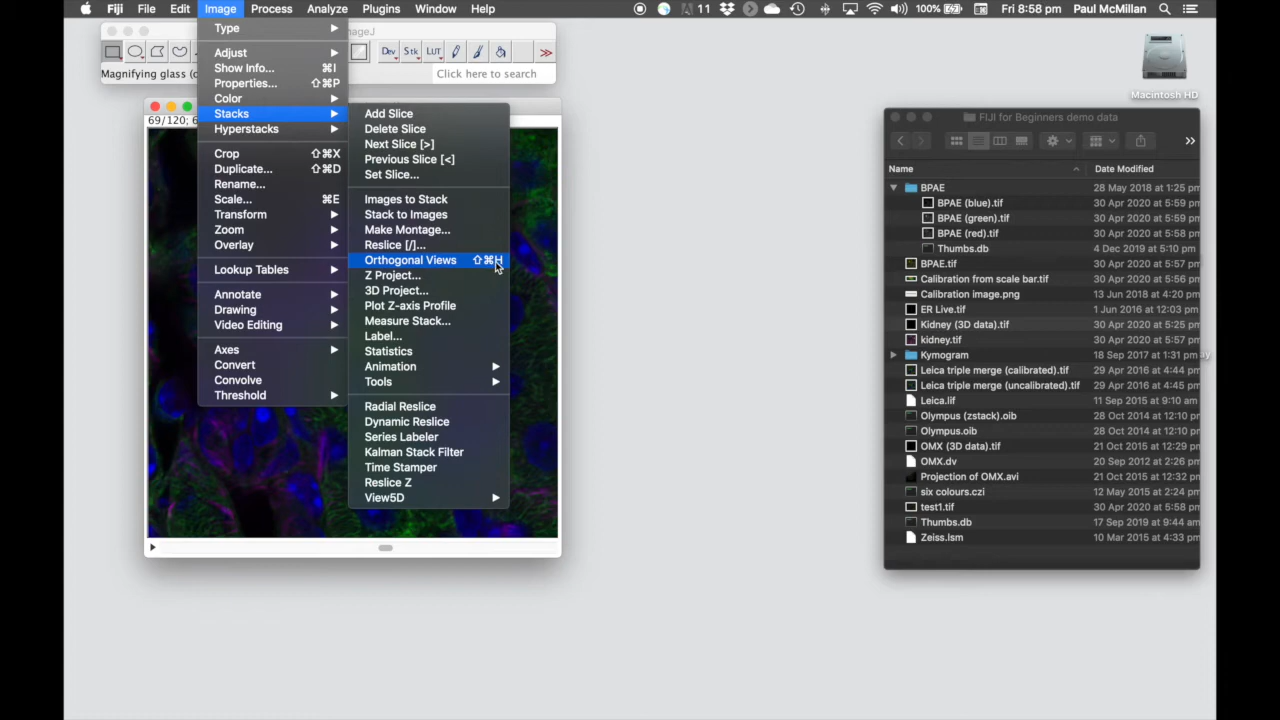 Fiji File Edit Image Process Analyze Plugins Window Help 11 100% Fri 8:58 pm Paul McMillan
ageJ
Dev Stk LUT
Magnifying glass (o
Click here to search
Type
Adjust
Show Info... ⌘I
Properties... ⇧⌘P
Color
Stacks
Hyperstacks
Crop ⇧⌘X
Duplicate... ⇧⌘D
Rename...
Scale... ⌘E
Transform
Zoom
Overlay
Lookup Tables
Annotate
Drawing
Video Editing
Axes
Convert
Convolve
Threshold
69/120; 6
Add Slice
Delete Slice
Next Slice [>]
Previous Slice [<]
Set Slice...
Images to Stack
Stack to Images
Make Montage...
Reslice [/]...
Orthogonal Views ⇧⌘H
Z Project...
3D Project...
Plot Z-axis Profile
Measure Stack...
Label...
Statistics
Animation
Tools
Radial Reslice
Dynamic Reslice
Series Labeler
Kalman Stack Filter
Time Stamper
Reslice Z
View5D
Macintosh HD
FIJI for Beginners demo data
Name Date Modified
BPAE 28 May 2018 at 1:25 pm
BPAE (blue).tif 30 Apr 2020 at 5:59 pm
BPAE (green).tif 30 Apr 2020 at 5:59 pm
BPAE (red).tif 30 Apr 2020 at 5:59 pm
Thumbs.db 4 Dec 2019 at 5:10 pm
BPAE.tif 30 Apr 2020 at 5:57 pm
Calibration from scale bar.tif 30 Apr 2020 at 5:56 pm
Calibration image.png 13 Jun 2018 at 4:20 pm
ER Live.tif 1 Jun 2016 at 12:03 pm
Kidney (3D data).tif 30 Apr 2020 at 5:25 pm
kidney.tif 30 Apr 2020 at 5:57 pm
Kymogram 18 Sep 2017 at 1:31 pm ay
Leica triple merge (calibrated).tif 29 Apr 2016 at 4:44 pm
Leica triple merge (uncalibrated).tif 29 Apr 2016 at 4:45 pm
Leica.lif 11 Sep 2015 at 9:10 am
Olympus (zstack).oib 28 Oct 2014 at 12:10 pm
Olympus.oib 28 Oct 2014 at 12:10 pm
OMX (3D data).tif 21 Oct 2015 at 12:29 pm
OMX.dv 20 Sep 2012 at 2:16 pm
Projection of OMX.avi 21 Oct 2015 at 12:32 pm
six colours.czi 12 May 2015 at 2:16 pm
test1.tif 30 Apr 2020 at 5:58 pm
Thumbs.db 17 Sep 2019 at 9:44 am
Zeiss.lsm 10 Mar 2015 at 4:33 pm